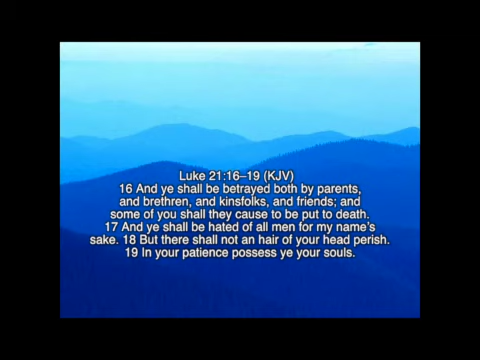 Luke 21:16–19 (KJV)
16 And ye shall be betrayed both by parents,
and brethren, and kinsfolks, and friends; and
some of you shall they cause to be put to death.
17 And ye shall be hated of all men for my name's
sake. 18 But there shall not an hair of your head perish.
19 In your patience possess ye your souls.